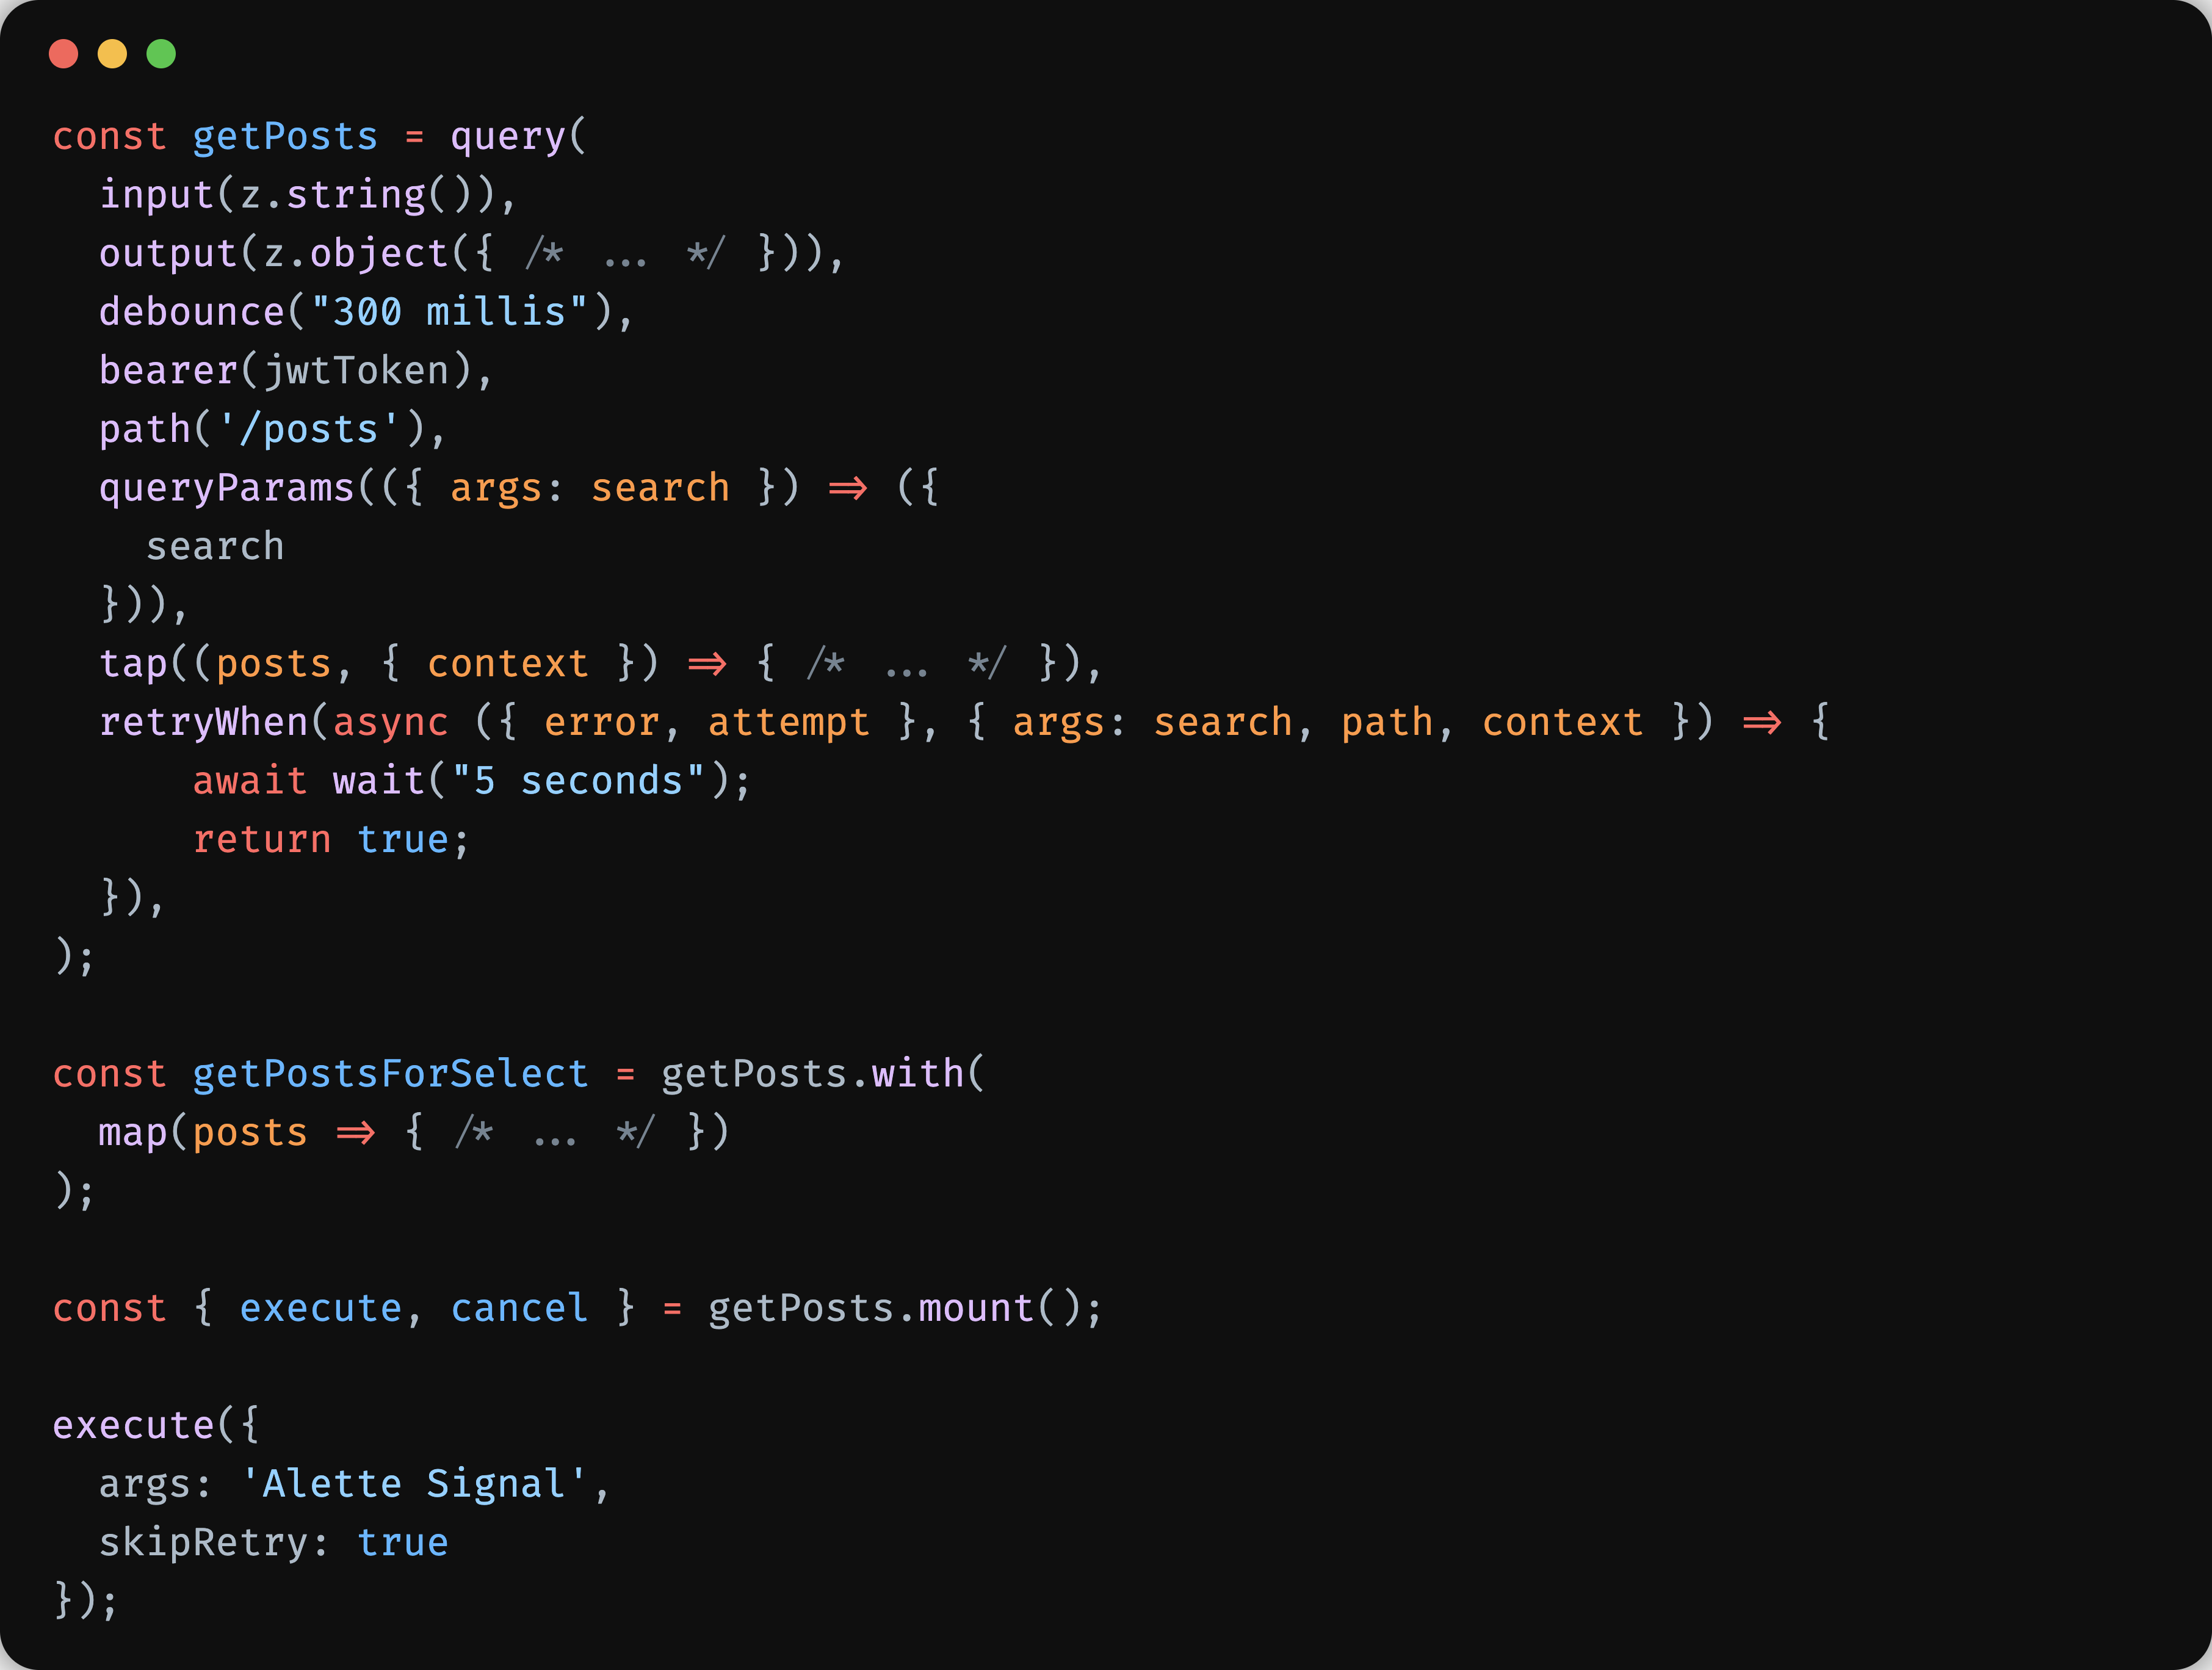 const getPosts = query(
  input(z.string()),
  output(z.object({ /* ... */ })),
  debounce("300 millis"),
  bearer(jwtToken),
  path('/posts'),
  queryParams(({ args: search }) => ({
    search
  })),
  tap((posts, { context }) => { /* ... */ }),
  retryWhen(async ({ error, attempt }, { args: search, path, context }) => {
      await wait("5 seconds");
      return true;
  }),
);

const getPostsForSelect = getPosts.with(
  map(posts => { /* ... */ })
);

const { execute, cancel } = getPosts.mount();

execute({
  args: 'Alette Signal',
  skipRetry: true
});